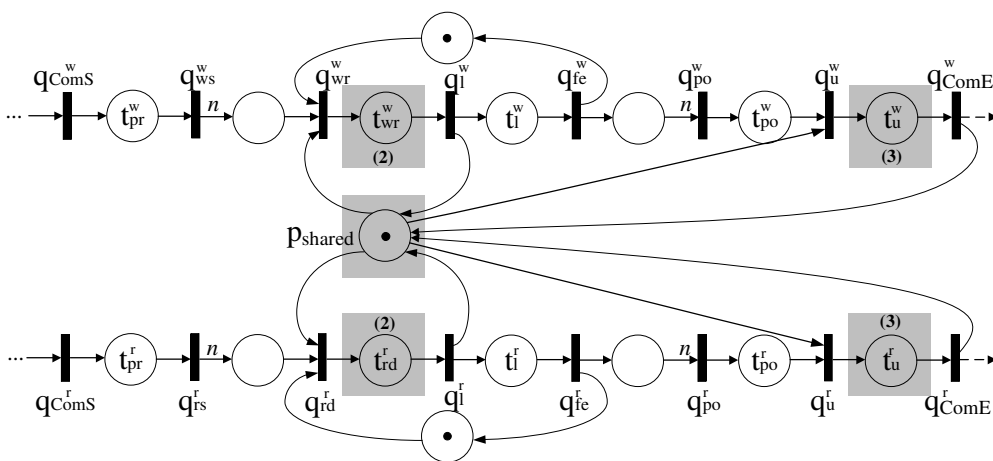 q^w_ComS q^w_ws q^w_wr q^w_l q^w_fe q^w_po q^w_u q^w_ComE
... t^w_pr n t^w_wr t^w_l n t^w_po t^w_u
(2) (3)
p_shared
(2) (3)
... t^r_pr n t^r_rd t^r_l n t^r_po t^r_u
q^r_ComS q^r_rs q^r_rd q^r_l q^r_fe q^r_po q^r_u q^r_ComE